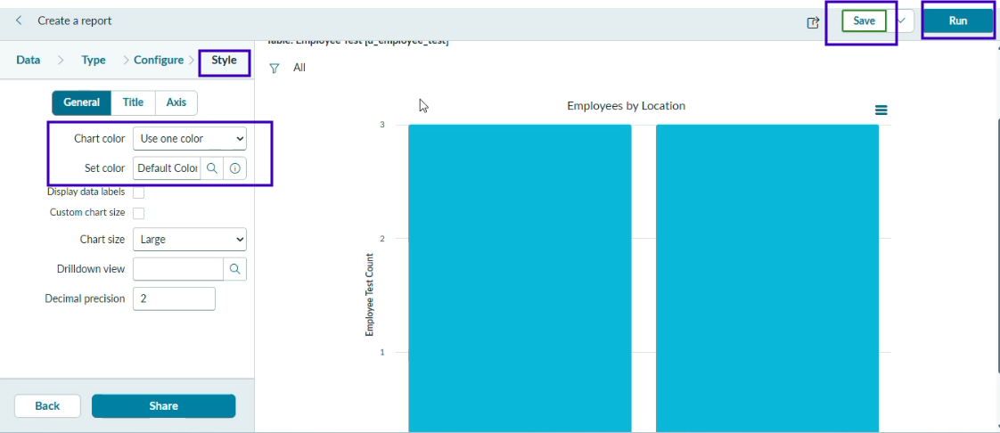 Create a report
Save
Run
Data
Type
Configure
Style
Table: Employee Test [u_employee_test]
All
General
Title
Axis
Chart color
Use one color
Set color
Default Color
Display data labels
Custom chart size
Chart size
Large
Drilldown view
Decimal precision
2
Back
Share
Employees by Location
3
2
1
Employee Test Count